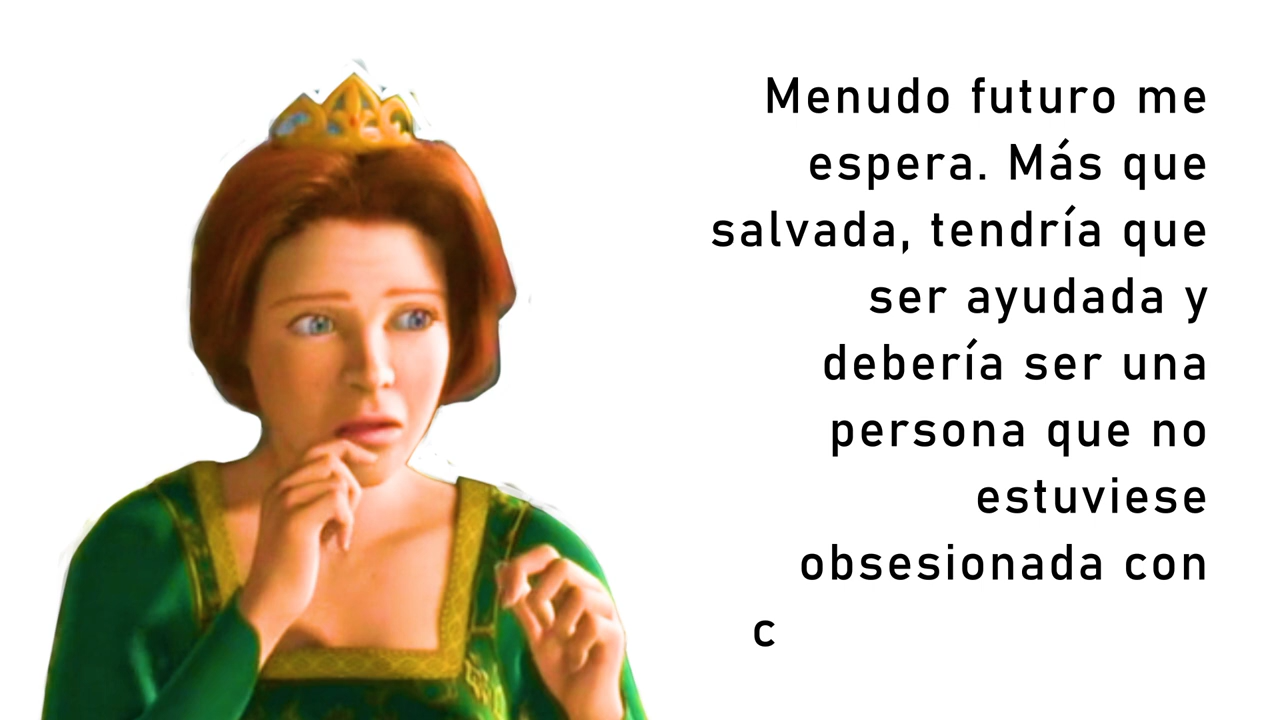 Menudo futuro me
espera. Más que
salvada, tendría que
ser ayudada y
debería ser una
persona que no
estuviese
obsesionada con
c